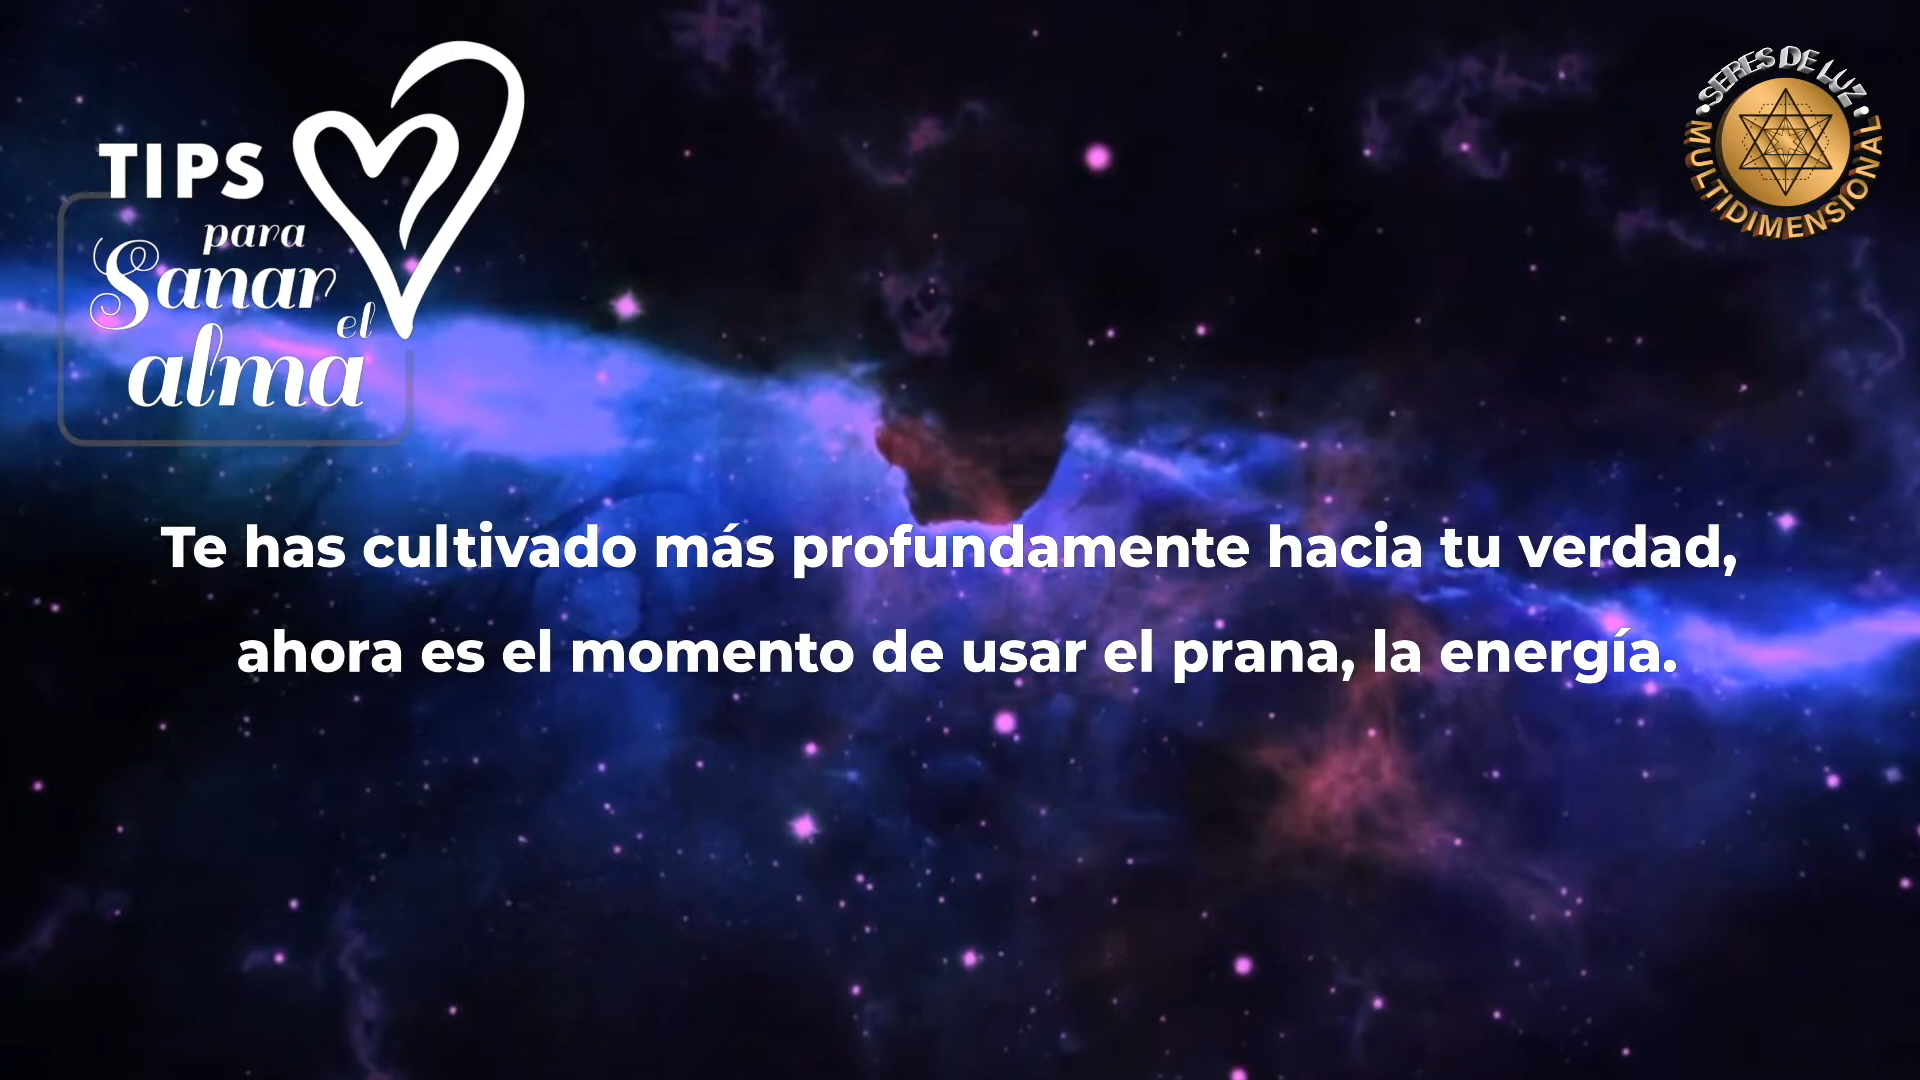 TIPS
para
Sanar
el
alma
SERES DE LUZ
MULTIDIMENSIONAL
Te has cultivado más profundamente hacia tu verdad,
ahora es el momento de usar el prana, la energía.